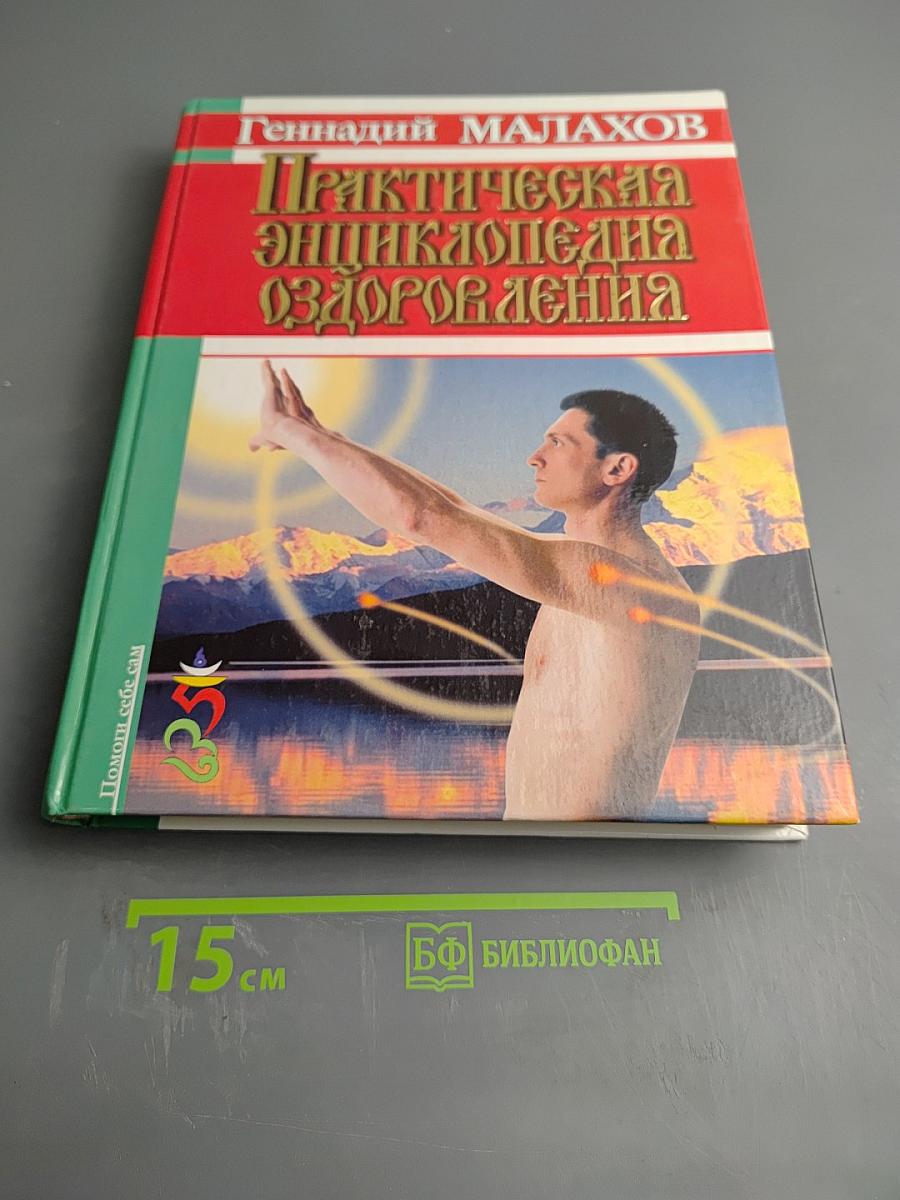 Геннадий МАЛАХОВ
ПРАКТИЧЕСКАЯ
ЭНЦИКЛОПЕДИЯ
ОЗДОРОВЛЕНИЯ
Помоги себе сам
15 см
БФ БИБЛИОФАН